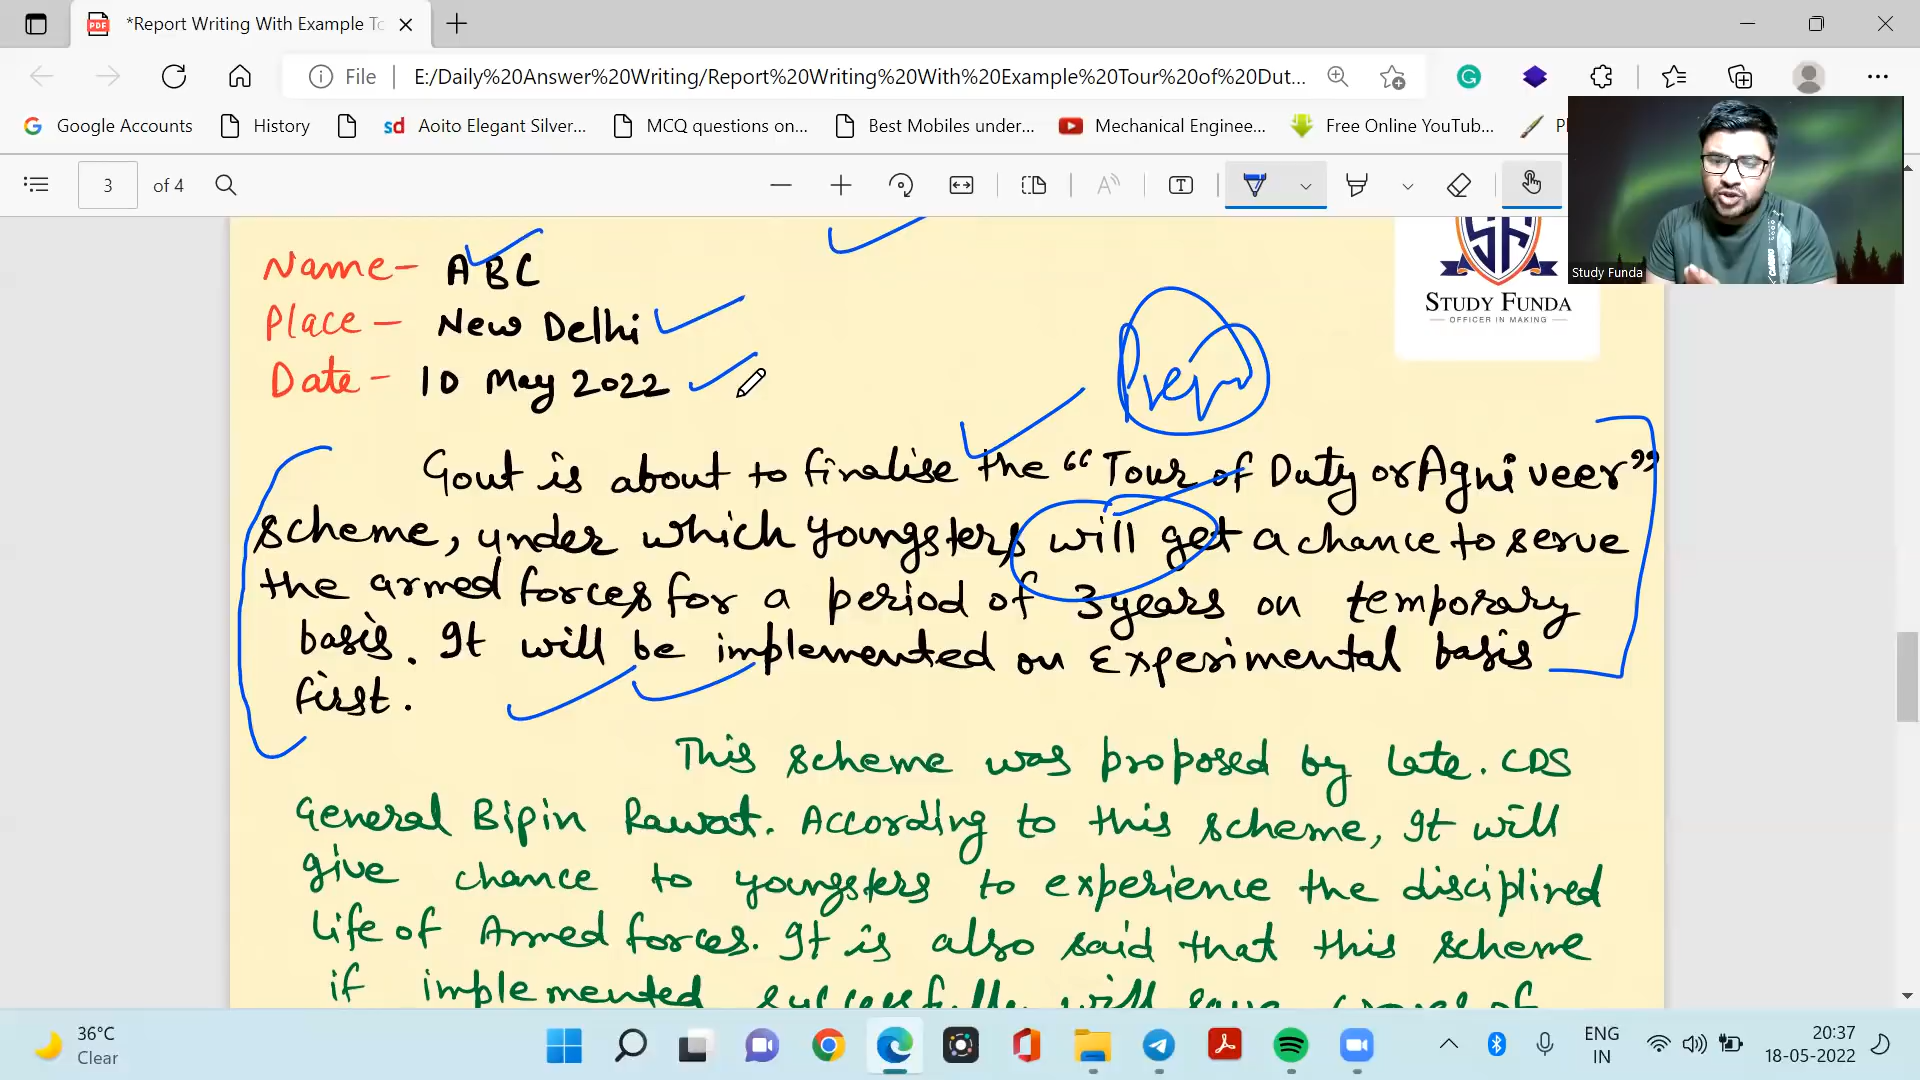 *Report Writing With Example To
File
E:/Daily%20Answer%20Writing/Report%20Writing%20With%20Example%20Tour%20of%20Dut...
Google Accounts
History
sd Aoito Elegant Silver...
MCQ questions on...
Best Mobiles under...
Mechanical Enginee...
Free Online YouTub...
3 of 4
Study Funda
STUDY FUNDA
OFFICER IN MAKING
Name- ABC
Place - New Delhi
Date - 10 May 2022
Govt is about to finalise the "Tour of Duty or Agniveer"
scheme, under which youngsters will get a chance to serve
the armed forces for a period of 3 years on temporary
basis. It will be implemented on Experimental basis
first.
This scheme was proposed by Late. CDS
General Bipin Rawat. According to this scheme, It will
give chance to youngsters to experience the disciplined
life of Armed forces. It is also said that this scheme
if implemented successfully will save crores of
36°C
Clear
ENG
IN
20:37
18-05-2022